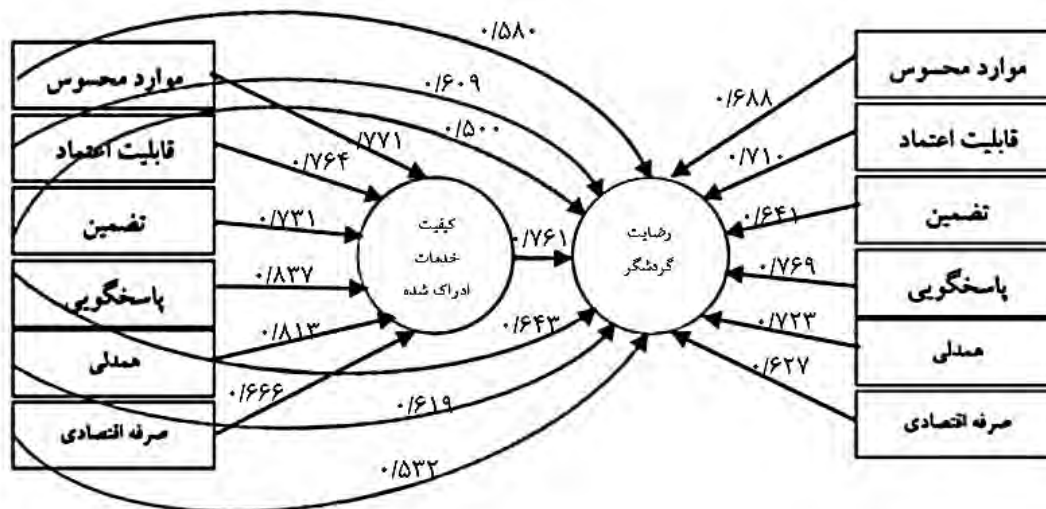 ۰/۵۸۰
موارد محسوس
موارد محسوس
۰/۶۰۹
۰/۶۸۸
۰/۵۰۰
۰/۷۷۱
قابلیت اعتماد
قابلیت اعتماد
۰/۷۶۴
۰/۷۱۰
تضمین
تضمین
۰/۷۳۱
۰/۶۴۱
کیفیت
خدمات
ادراک شده
۰/۷۶۱
رضایت
گردشگر
پاسخگویی
پاسخگویی
۰/۸۳۷
۰/۷۶۹
همدلی
همدلی
۰/۸۱۳
۰/۶۴۳
۰/۷۲۳
۰/۶۶۶
۰/۶۱۹
۰/۶۲۷
صرفه اقتصادی
صرفه اقتصادی
۰/۵۳۲